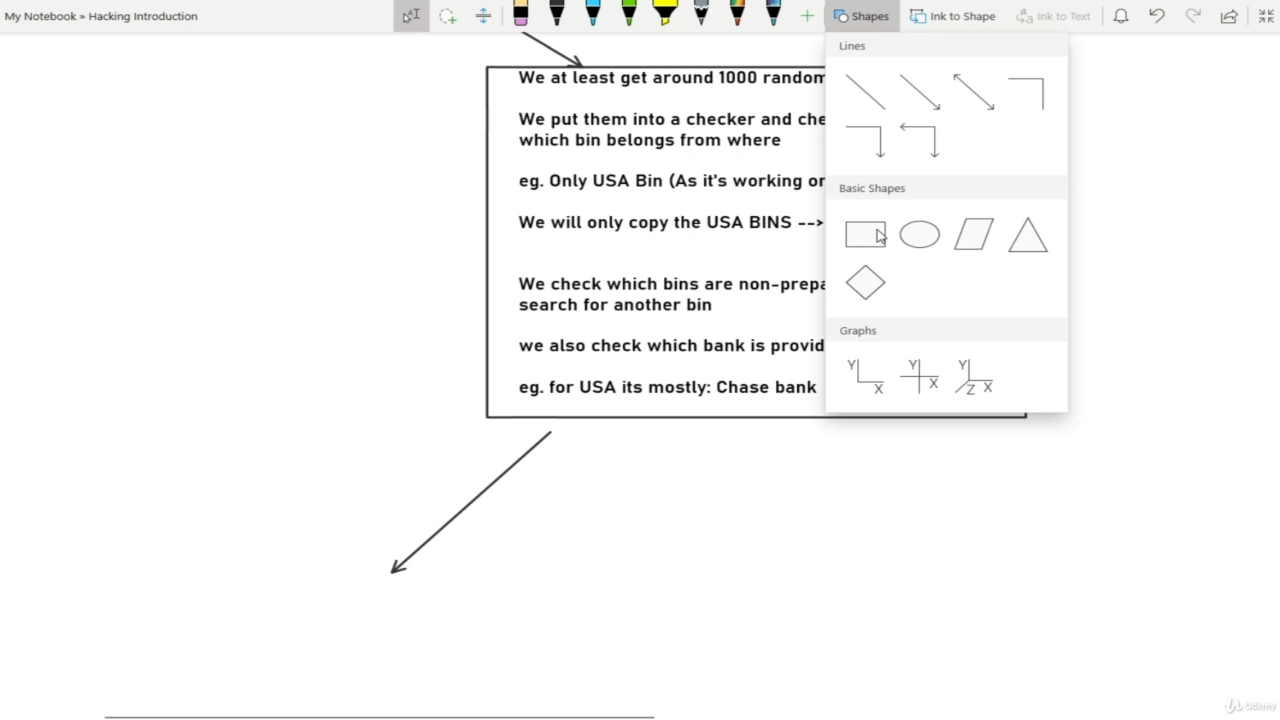 My Notebook » Hacking Introduction
Shapes
Ink to Shape
Ink to Text
Lines
We at least get around 1000 random
We put them into a checker and che
which bin belongs from where
eg. Only USA Bin (As it's working or
We will only copy the USA BINS -->
We check which bins are non-prepa
search for another bin
we also check which bank is provid
eg. for USA its mostly: Chase bank
Basic Shapes
Graphs
Y X
Y X
Y Z X
Udemy